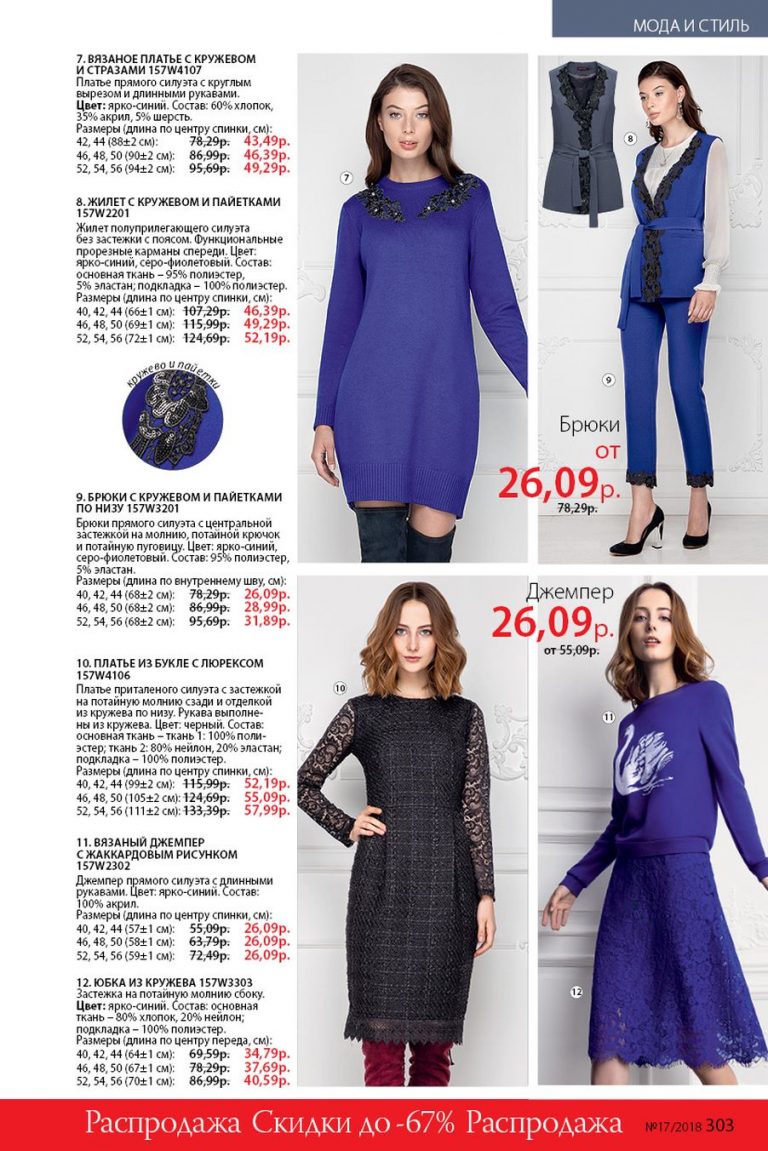 МОДА И СТИЛЬ
7. ВЯЗАНОЕ ПЛАТЬЕ С КРУЖЕВОМ
И СТРАЗАМИ 157W4107
Платье прямого силуэта с круглым
вырезом и длинными рукавами.
Цвет: ярко-синий. Состав: 60% хлопок,
35% акрил, 5% шерсть.
Размеры (длина по центру спинки, см):
42, 44 (88±2 см): 78,29р. 43,49р.
46, 48, 50 (90±2 см): 86,99р. 46,39р.
52, 54, 56 (94±2 см): 95,69р. 49,29р.
8. ЖИЛЕТ С КРУЖЕВОМ И ПАЙЕТКАМИ
157W2201
Жилет полуприлегающего силуэта
без застежки с поясом. Функциональные
прорезные карманы спереди. Цвет:
ярко-синий, серо-фиолетовый. Состав:
основная ткань – 95% полиэстер,
5% эластан; подкладка – 100% полиэстер.
Размеры (длина по центру спинки, см):
40, 42, 44 (66±1 см): 107,29р. 46,39р.
46, 48, 50 (69±1 см): 115,99р. 49,29р.
52, 54, 56 (72±1 см): 124,69р. 52,19р.
кружево и пайетки
9. БРЮКИ С КРУЖЕВОМ И ПАЙЕТКАМИ
ПО НИЗУ 157W3201
Брюки прямого силуэта с центральной
застежкой на молнию, потайной крючок
и потайную пуговицу. Цвет: ярко-синий,
серо-фиолетовый. Состав: 95% полиэстер,
5% эластан.
Размеры (длина по внутреннему шву, см):
40, 42, 44 (68±2 см): 78,29р. 26,09р.
46, 48, 50 (68±2 см): 86,99р. 28,99р.
52, 54, 56 (68±2 см): 95,69р. 31,89р.
10. ПЛАТЬЕ ИЗ БУКЛЕ С ЛЮРЕКСОМ
157W4106
Платье приталеного силуэта с застежкой
на потайную молнию сзади и отделкой
из кружева по низу. Рукава выполне-
ны из кружева. Цвет: черный. Состав:
основная ткань – ткань 1: 100% поли-
эстер; ткань 2: 80% нейлон, 20% эластан;
подкладка – 100% полиэстер.
Размеры (длина по центру спинки, см):
40, 42, 44 (99±2 см): 115,99р. 52,19р.
46, 48, 50 (105±2 см): 124,69р. 55,09р.
52, 54, 56 (111±2 см): 133,39р. 57,99р.
11. ВЯЗАНЫЙ ДЖЕМПЕР
С ЖАККАРДОВЫМ РИСУНКОМ
157W2302
Джемпер прямого силуэта с длинными
рукавами. Цвет: ярко-синий. Состав:
100% акрил.
Размеры (длина по центру спинки, см):
40, 42, 44 (57±1 см): 55,09р. 26,09р.
46, 48, 50 (58±1 см): 63,79р. 26,09р.
52, 54, 56 (59±1 см): 72,49р. 26,09р.
12. ЮБКА ИЗ КРУЖЕВА 157W3303
Застежка на потайную молнию сбоку.
Цвет: ярко-синий. Состав: основная
ткань – 80% хлопок, 20% нейлон;
подкладка – 100% полиэстер.
Размеры (длина по центру переда, см):
40, 42, 44 (64±1 см): 69,59р. 34,79р.
46, 48, 50 (67±1 см): 78,29р. 37,69р.
52, 54, 56 (70±1 см): 86,99р. 40,59р.
7
8
9
Брюки
от
26,09р.
78,29р.
Джемпер
26,09р.
от 55,09р.
10
11
12
Распродажа Скидки до -67% Распродажа
№17/2018 303